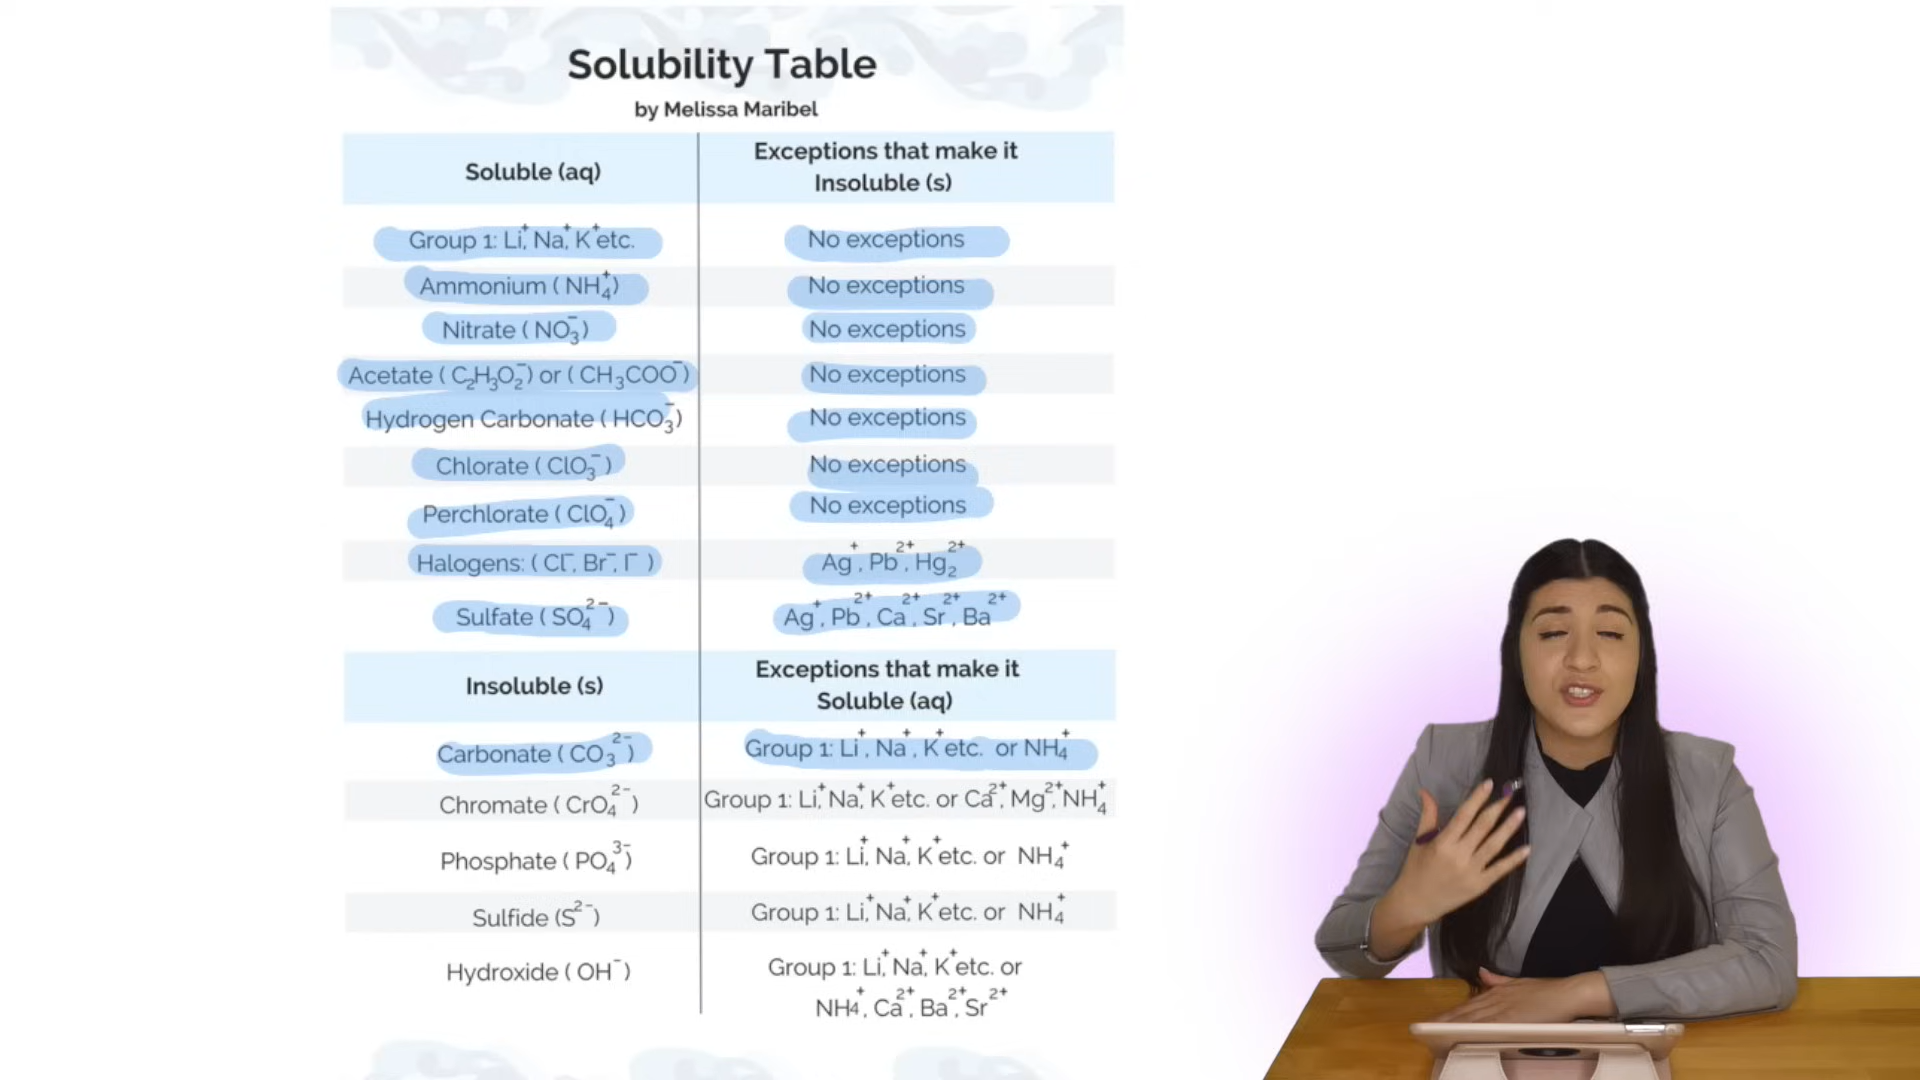 Solubility Table
by Melissa Maribel
Soluble (aq)
Exceptions that make it
Insoluble (s)
Group 1: Li⁺, Na⁺, K⁺ etc.
No exceptions
Ammonium ( NH₄⁺ )
No exceptions
Nitrate ( NO₃⁻ )
No exceptions
Acetate ( C₂H₃O₂⁻ ) or ( CH₃COO⁻ )
No exceptions
Hydrogen Carbonate ( HCO₃⁻ )
No exceptions
Chlorate ( ClO₃⁻ )
No exceptions
Perchlorate ( ClO₄⁻ )
No exceptions
Halogens: ( Cl⁻, Br⁻, I⁻ )
Ag⁺, Pb²⁺, Hg₂²⁺
Sulfate ( SO₄²⁻ )
Ag⁺, Pb²⁺, Ca²⁺, Sr²⁺, Ba²⁺
Insoluble (s)
Exceptions that make it
Soluble (aq)
Carbonate ( CO₃²⁻ )
Group 1: Li⁺, Na⁺, K⁺ etc. or NH₄⁺
Chromate ( CrO₄²⁻ )
Group 1: Li⁺, Na⁺, K⁺ etc. or Ca²⁺, Mg²⁺, NH₄⁺
Phosphate ( PO₄³⁻ )
Group 1: Li⁺, Na⁺, K⁺ etc. or NH₄⁺
Sulfide (S²⁻)
Group 1: Li⁺, Na⁺, K⁺ etc. or NH₄⁺
Hydroxide ( OH⁻ )
Group 1: Li⁺, Na⁺, K⁺ etc. or
NH₄⁺, Ca²⁺, Ba²⁺, Sr²⁺